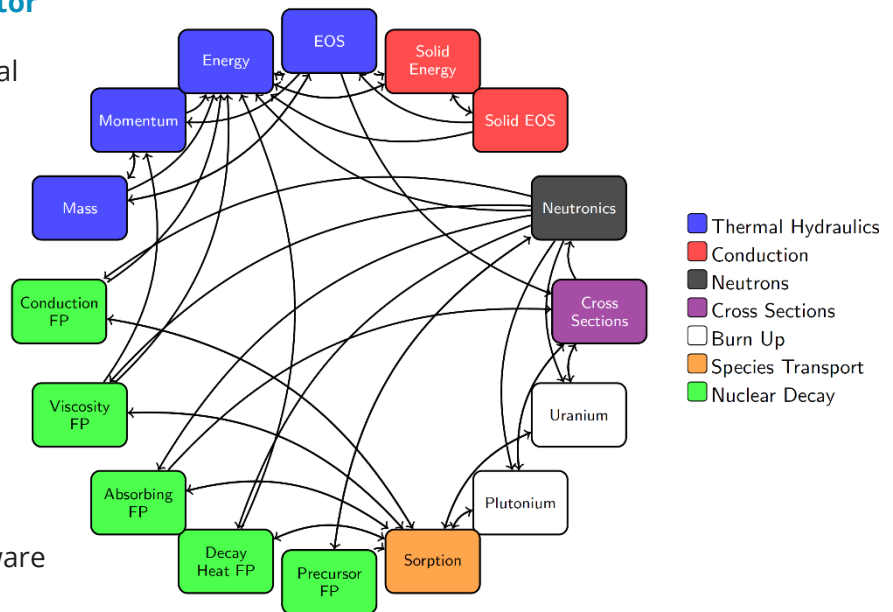 tor
al
ware
EOS
Energy
Solid
Energy
Momentum
Solid EOS
Mass
Neutronics
Conduction
FP
Cross
Sections
Viscosity
FP
Uranium
Absorbing
FP
Plutonium
Decay
Heat FP
Precursor
FP
Sorption
Thermal Hydraulics
Conduction
Neutrons
Cross Sections
Burn Up
Species Transport
Nuclear Decay